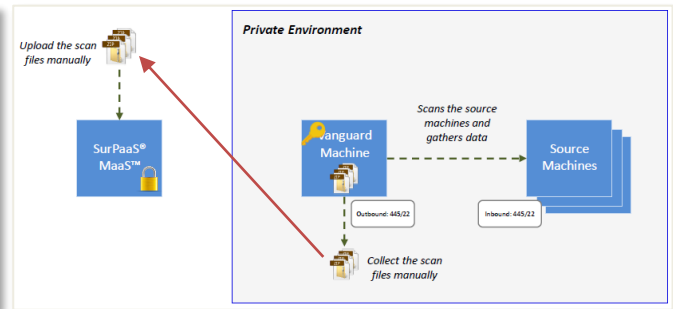 Private Environment
Upload the scan
files manually
ZIP
SurPaaS®
MaaS™
Vanguard
Machine
Scans the source
machines and
gathers data
Source
Machines
Outbound: 445/22
Inbound: 445/22
Collect the scan
files manually